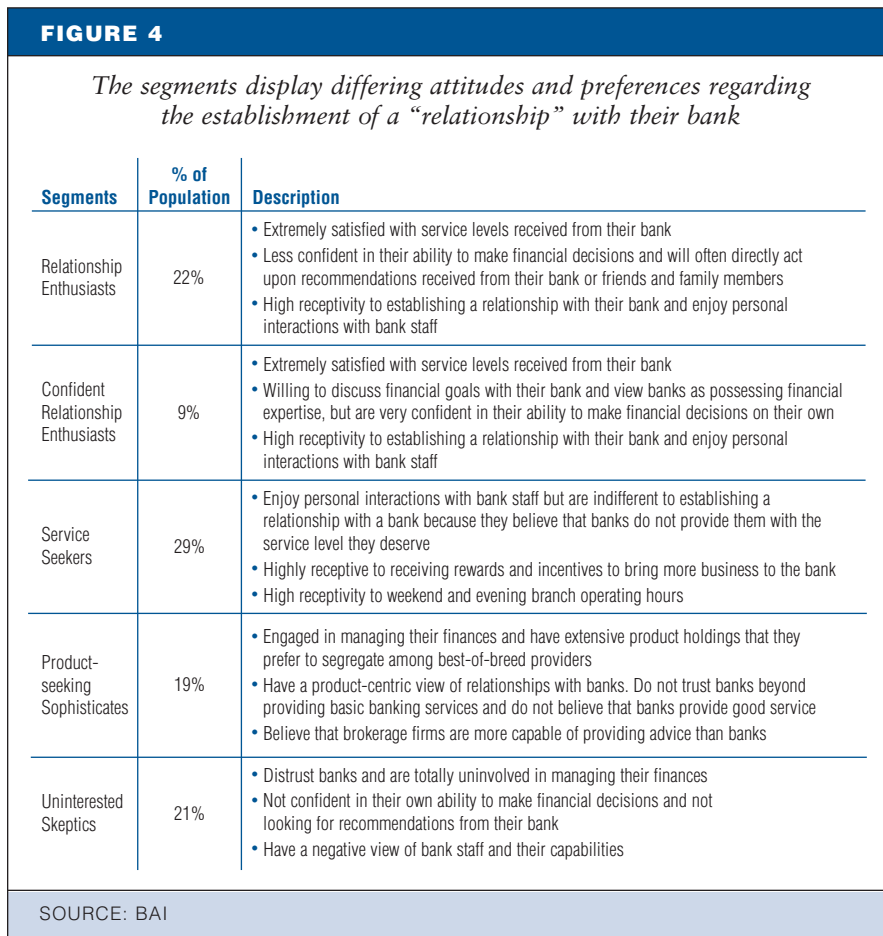 FIGURE 4
The segments display differing attitudes and preferences regarding
the establishment of a “relationship” with their bank
Segments
% of
Population
Description
Relationship
Enthusiasts
22%
• Extremely satisfied with service levels received from their bank
• Less confident in their ability to make financial decisions and will often directly act
upon recommendations received from their bank or friends and family members
• High receptivity to establishing a relationship with their bank and enjoy personal
interactions with bank staff
Confident
Relationship
Enthusiasts
9%
• Extremely satisfied with service levels received from their bank
• Willing to discuss financial goals with their bank and view banks as possessing financial
expertise, but are very confident in their ability to make financial decisions on their own
• High receptivity to establishing a relationship with their bank and enjoy personal
interactions with bank staff
Service
Seekers
29%
• Enjoy personal interactions with bank staff but are indifferent to establishing a
relationship with a bank because they believe that banks do not provide them with the
service level they deserve
• Highly receptive to receiving rewards and incentives to bring more business to the bank
• High receptivity to weekend and evening branch operating hours
Product-
seeking
Sophisticates
19%
• Engaged in managing their finances and have extensive product holdings that they
prefer to segregate among best-of-breed providers
• Have a product-centric view of relationships with banks. Do not trust banks beyond
providing basic banking services and do not believe that banks provide good service
• Believe that brokerage firms are more capable of providing advice than banks
Uninterested
Skeptics
21%
• Distrust banks and are totally uninvolved in managing their finances
• Not confident in their own ability to make financial decisions and not
looking for recommendations from their bank
• Have a negative view of bank staff and their capabilities
SOURCE: BAI